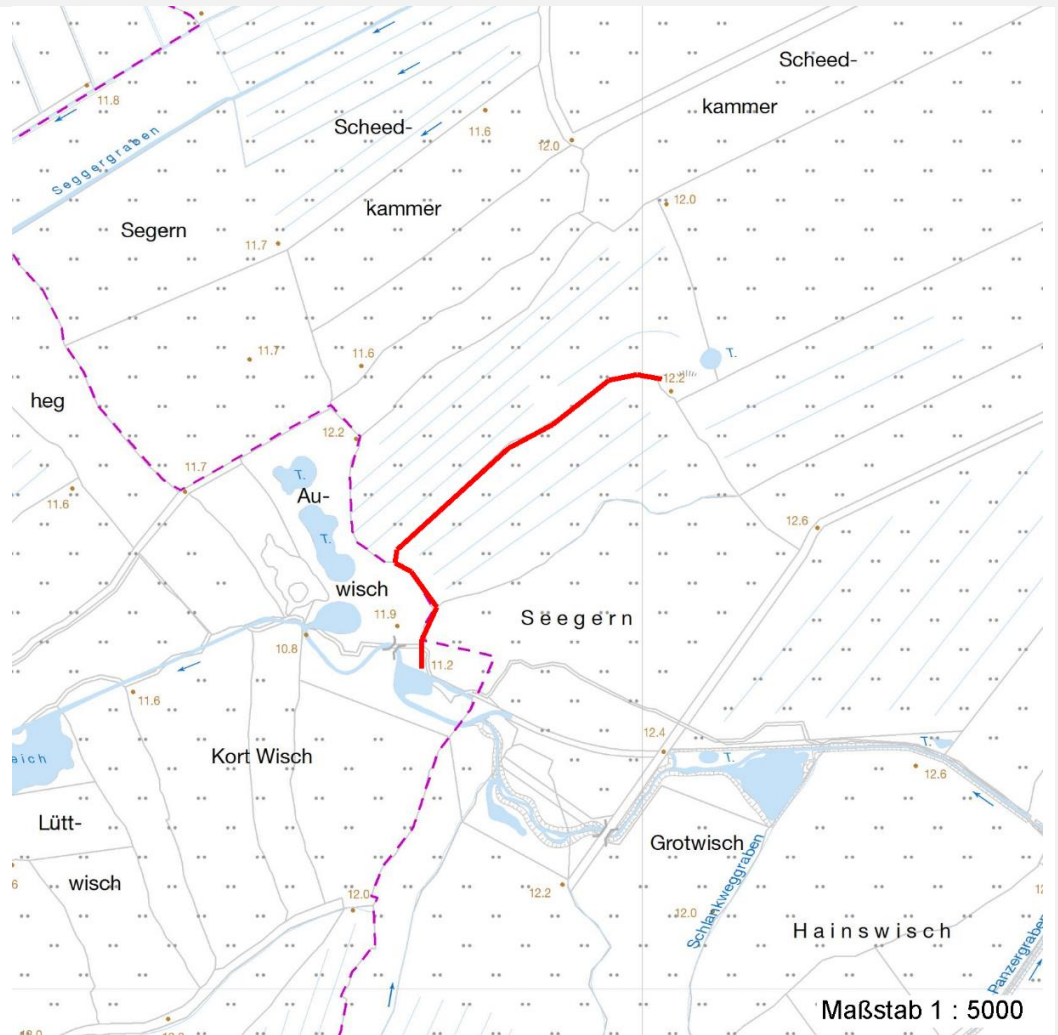 Scheed-
kammer
11.8
11.6
Scheed-
12.0
Seggergraben
12.0
kammer
Segern
11.7
11.7
11.6
T.
12.2
heg
12.2
11.7
T.
Au-
11.6
T.
12.6
wisch
11.9
Seegern
10.8
11.2
11.6
12.4
T.
T.
12.6
Kort Wisch
Lütt-
Grotwisch
wisch
12.2
12.0
12.0
Schlankweggraben
Hainswisch
Panzergraben
Maßstab 1 : 5000